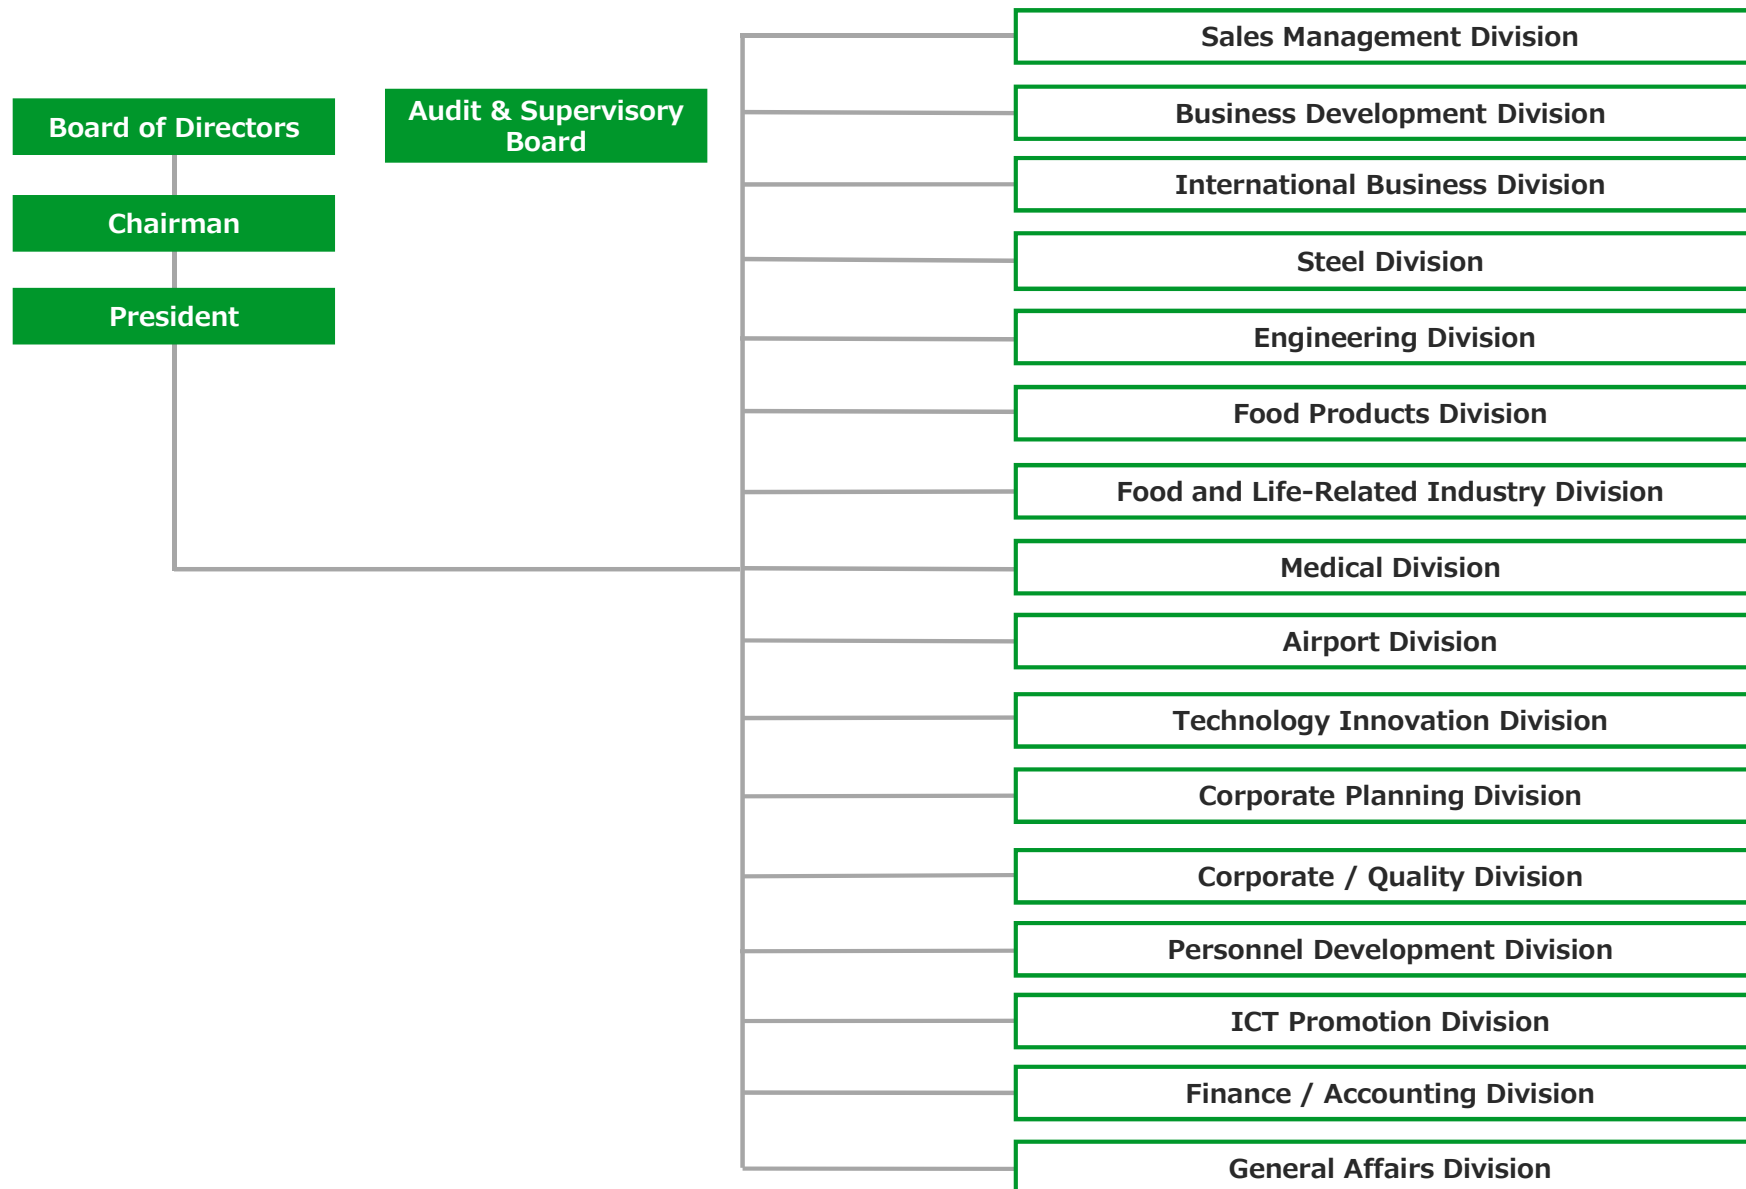 Board of Directors
Chairman
President
Audit & Supervisory
Board
Sales Management Division
Business Development Division
International Business Division
Steel Division
Engineering Division
Food Products Division
Food and Life-Related Industry Division
Medical Division
Airport Division
Technology Innovation Division
Corporate Planning Division
Corporate / Quality Division
Personnel Development Division
ICT Promotion Division
Finance / Accounting Division
General Affairs Division